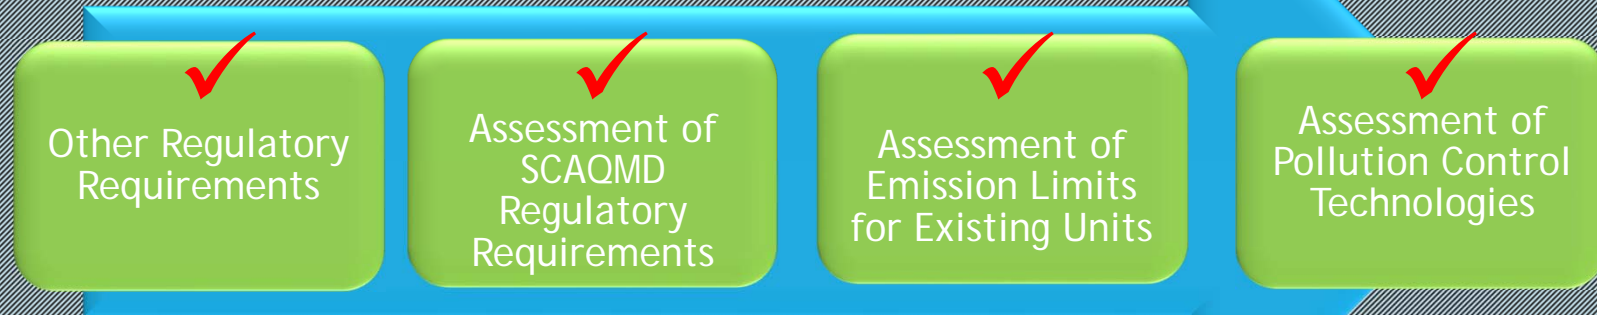 Other Regulatory
Requirements
Assessment of
SCAQMD
Regulatory
Requirements
Assessment of
Emission Limits
for Existing Units
Assessment of
Pollution Control
Technologies